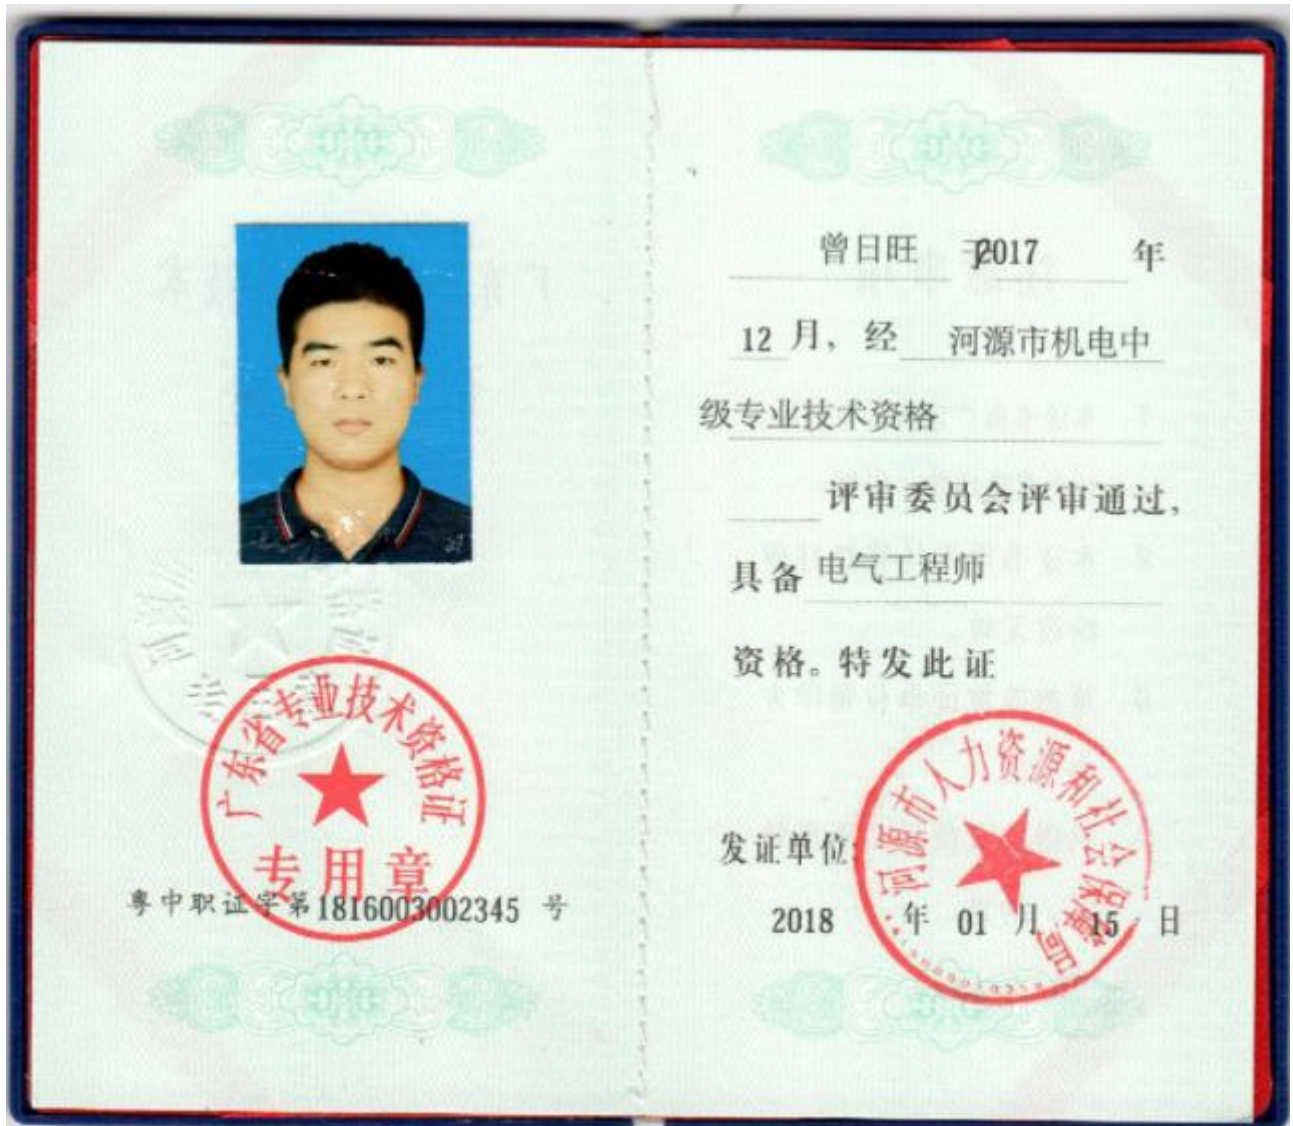 广东省专业技术资格证
专用章
粤中职证字第1816003002345 号
曾日旺 于2017 年
12 月，经 河源市机电中
级专业技术资格
评审委员会评审通过，
具备 电气工程师
资格。特发此证
河源市人力资源和社会保障局
发证单位:
2018 年 01 月 15 日